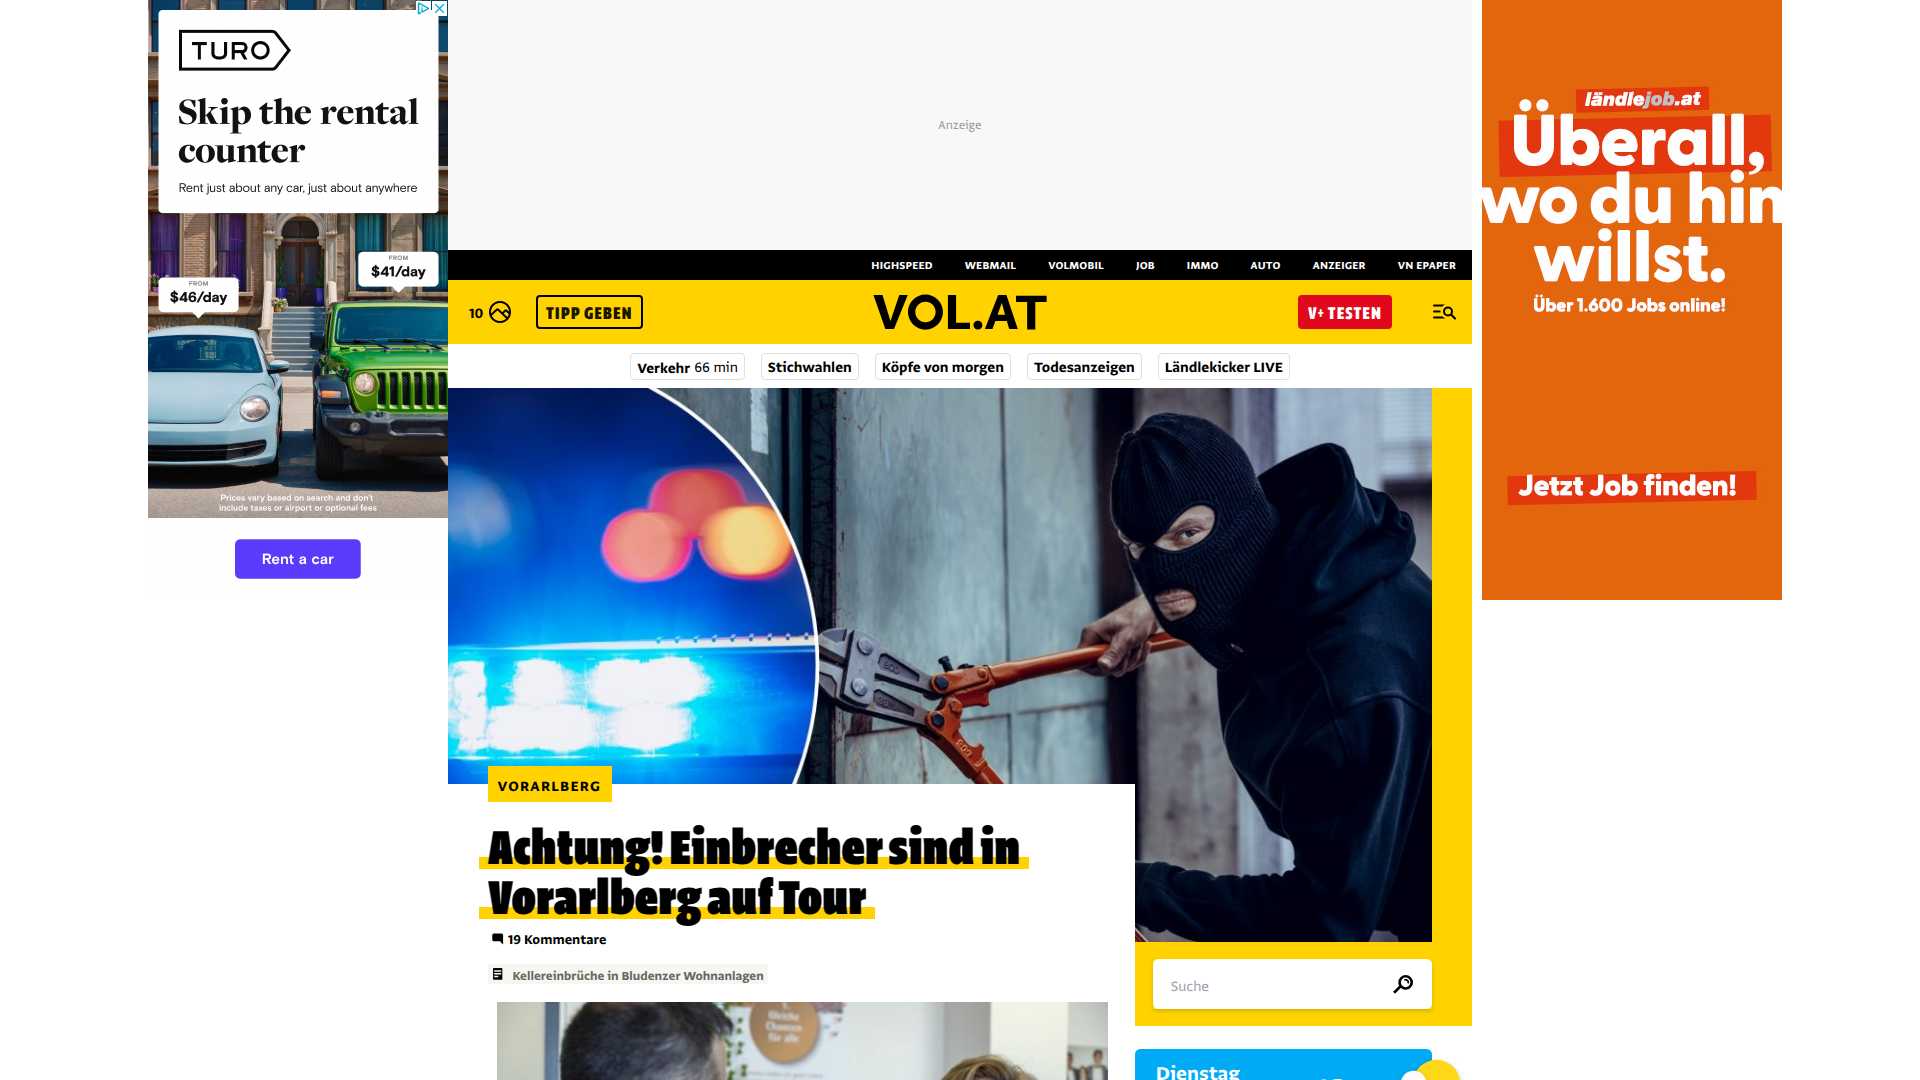 TURO
Skip the rental
counter
Rent just about any car, just about anywhere
FROM
$41/day
FROM
$46/day
Prices vary based on search and don't
include taxes or airport or optional fees
Rent a car
Anzeige
HIGHSPEED WEBMAIL VOLMOBIL JOB IMMO AUTO ANZEIGER VN EPAPER
10 TIPP GEBEN VOL.AT V+ TESTEN
Verkehr 66 min Stichwahlen Köpfe von morgen Todesanzeigen Ländlekicker LIVE
VORARLBERG
Achtung! Einbrecher sind in
Vorarlberg auf Tour
19 Kommentare
Kellereinbrüche in Bludenzer Wohnanlagen
Gleiche
Chancen
für alle
Suche
Dienstag
ländlejob.at
Überall,
wo du hin
willst.
Über 1.600 Jobs online!
Jetzt Job finden!